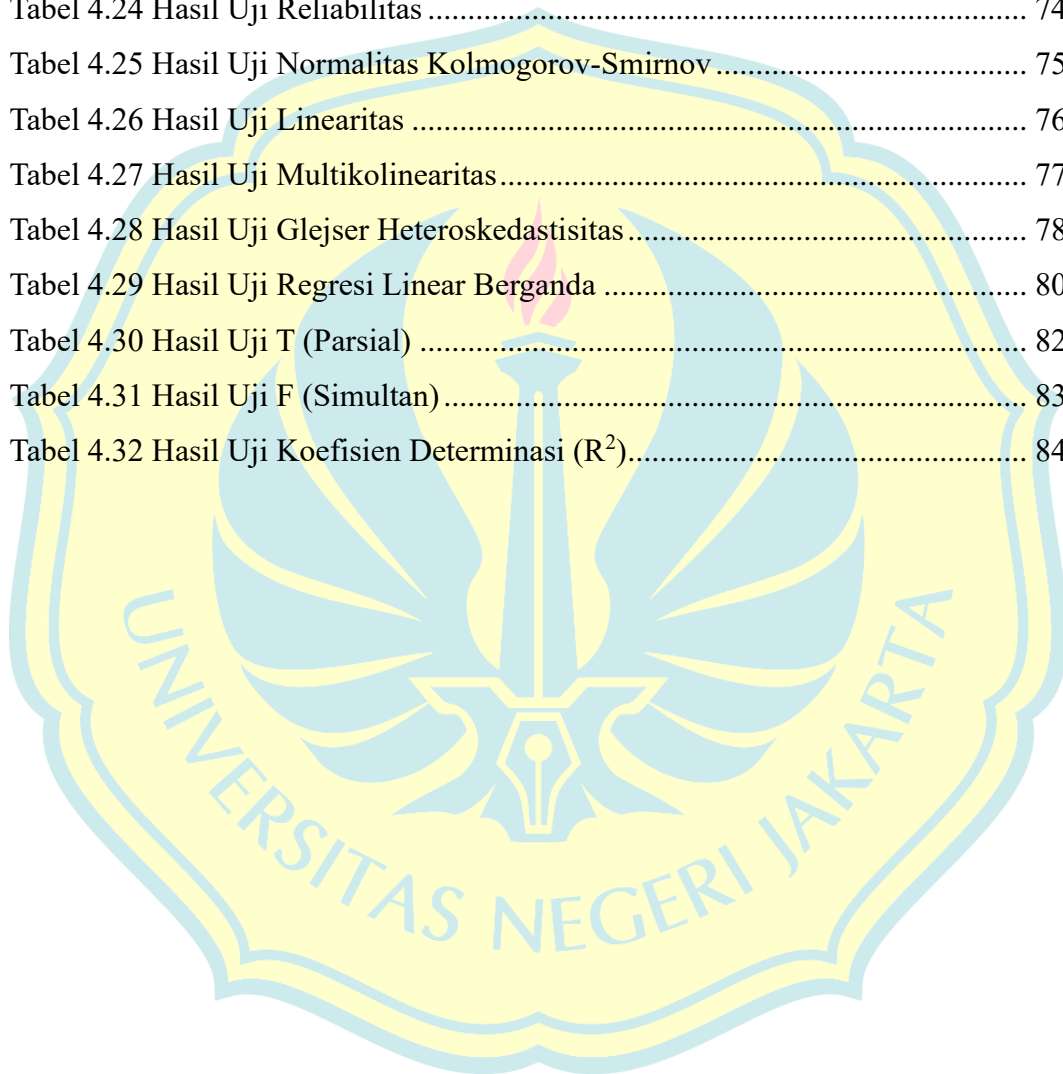 Tabel 4.24 Hasil Uji Reliabilitas ........................................................................... 74
Tabel 4.25 Hasil Uji Normalitas Kolmogorov-Smirnov ...................................... 75
Tabel 4.26 Hasil Uji Linearitas ............................................................................ 76
Tabel 4.27 Hasil Uji Multikolinearitas ................................................................. 77
Tabel 4.28 Hasil Uji Glejser Heteroskedastisitas ................................................. 78
Tabel 4.29 Hasil Uji Regresi Linear Berganda .................................................... 80
Tabel 4.30 Hasil Uji T (Parsial) ........................................................................... 82
Tabel 4.31 Hasil Uji F (Simultan) ........................................................................ 83
Tabel 4.32 Hasil Uji Koefisien Determinasi (R²) ................................................. 84
UNIVERSITAS NEGERI JAKARTA